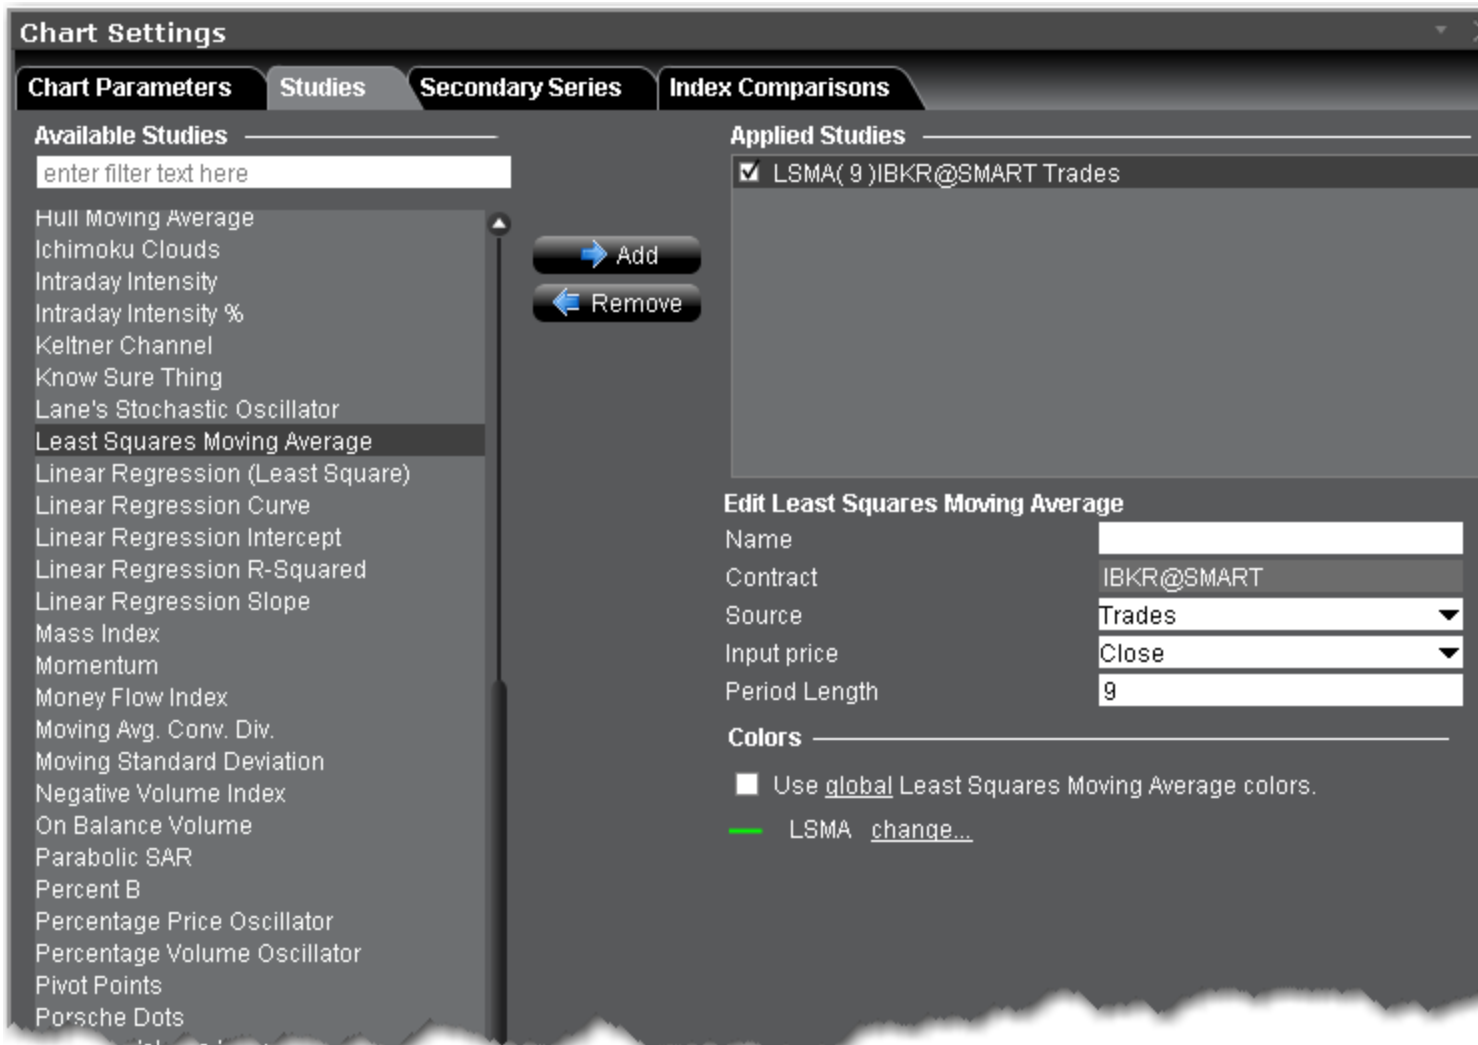 Chart Settings
Chart Parameters
Studies
Secondary Series
Index Comparisons
Available Studies
enter filter text here
Hull Moving Average
Ichimoku Clouds
Intraday Intensity
Intraday Intensity %
Keltner Channel
Know Sure Thing
Lane's Stochastic Oscillator
Least Squares Moving Average
Linear Regression (Least Square)
Linear Regression Curve
Linear Regression Intercept
Linear Regression R-Squared
Linear Regression Slope
Mass Index
Momentum
Money Flow Index
Moving Avg. Conv. Div.
Moving Standard Deviation
Negative Volume Index
On Balance Volume
Parabolic SAR
Percent B
Percentage Price Oscillator
Percentage Volume Oscillator
Pivot Points
Porsche Dots
Add
Remove
Applied Studies
LSMA( 9 )IBKR@SMART Trades
Edit Least Squares Moving Average
Name
Contract IBKR@SMART
Source Trades
Input price Close
Period Length 9
Colors
Use global Least Squares Moving Average colors.
LSMA change...